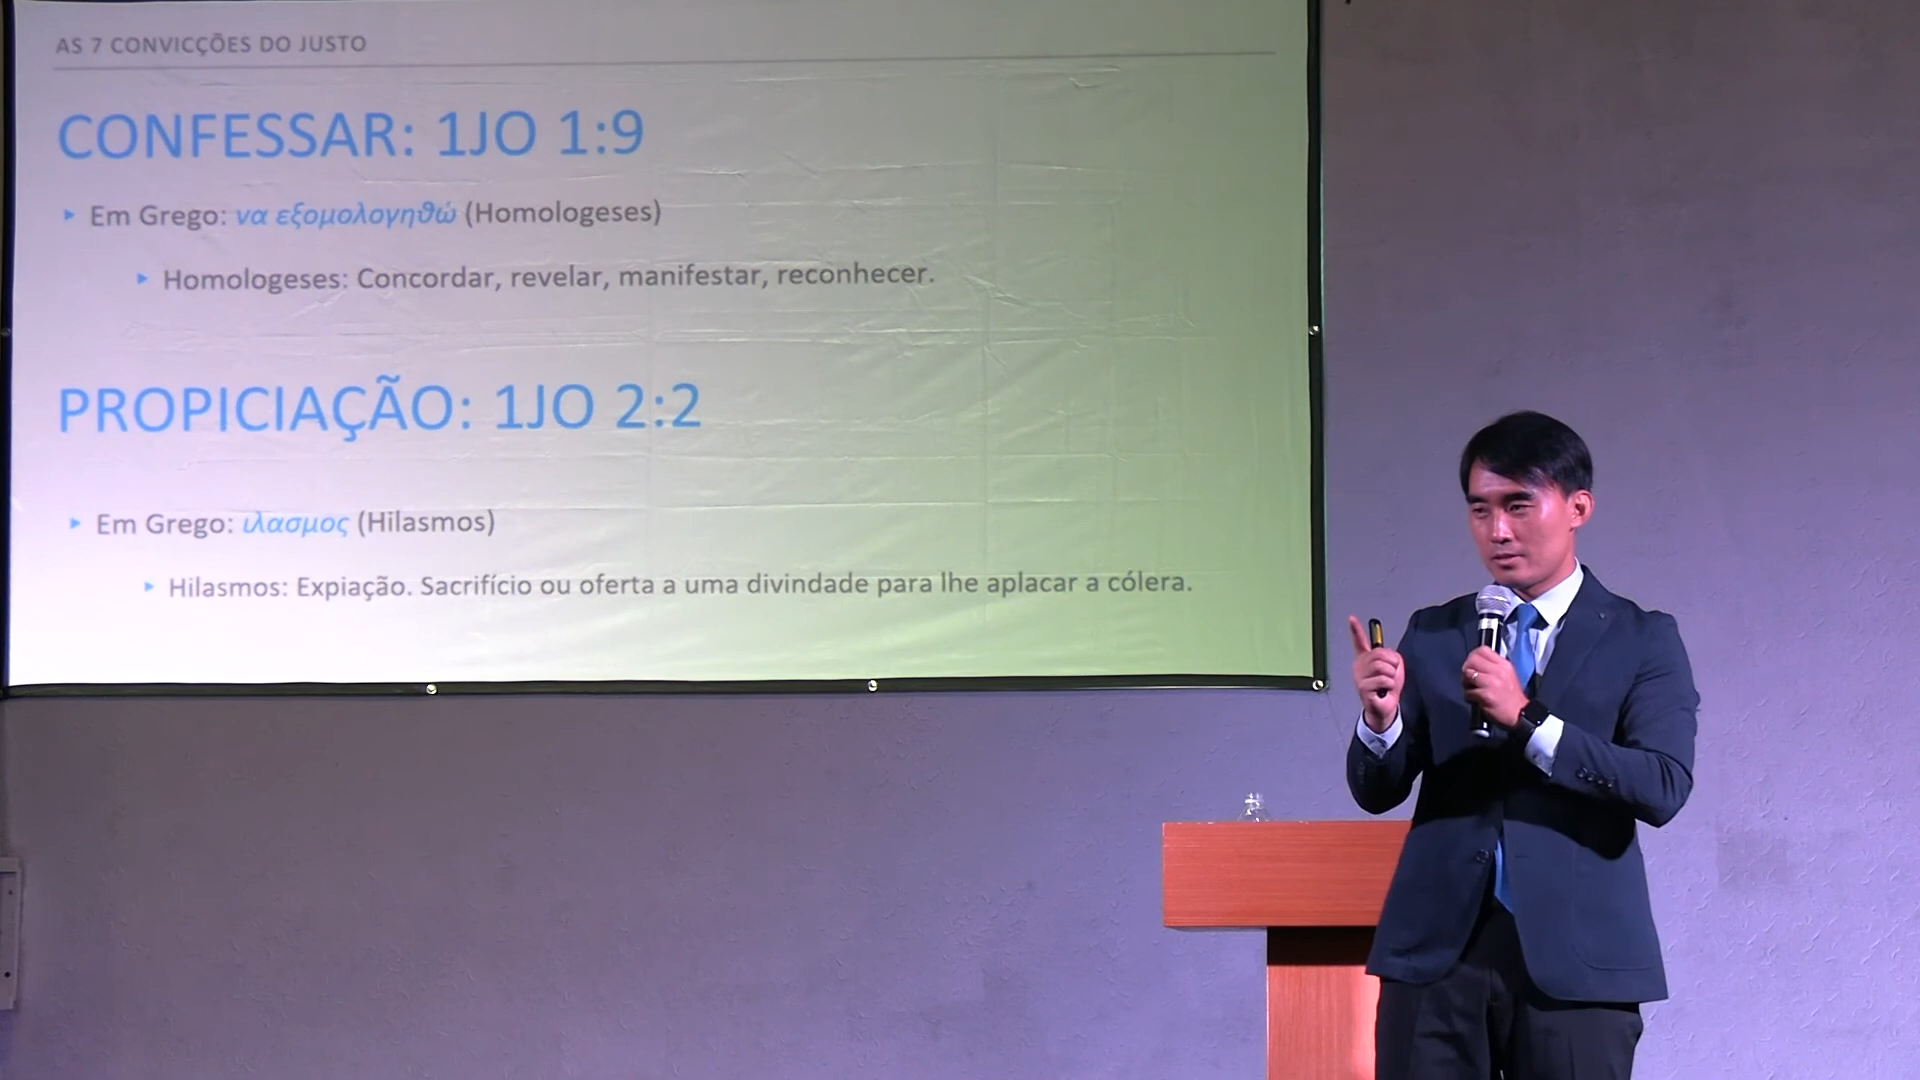 AS 7 CONVICÇÕES DO JUSTO
CONFESSAR: 1JO 1:9
▸ Em Grego: να εξομολογηθώ (Homologeses)
▸ Homologeses: Concordar, revelar, manifestar, reconhecer.
PROPICIAÇÃO: 1JO 2:2
▸ Em Grego: ιλασμος (Hilasmos)
▸ Hilasmos: Expiação. Sacrifício ou oferta a uma divindade para lhe aplacar a cólera.